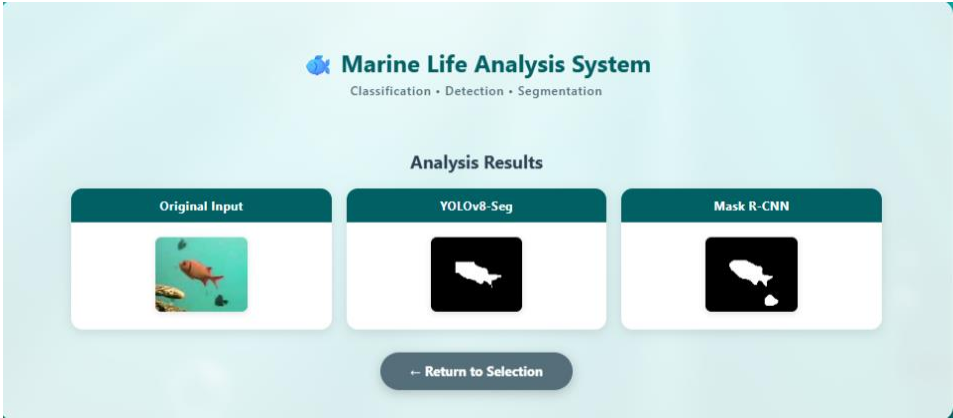 Marine Life Analysis System
Classification • Detection • Segmentation
Analysis Results
Original Input
YOLOv8-Seg
Mask R-CNN
← Return to Selection